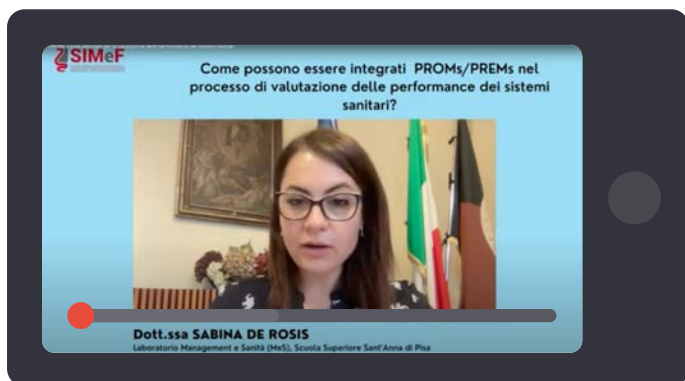 SIMeF
Come possono essere integrati PROMs/PREMs nel
processo di valutazione delle performance dei sistemi
sanitari?
Dott.ssa SABINA DE ROSIS
Laboratorio Management e Sanità (MeS), Scuola Superiore Sant'Anna di Pisa